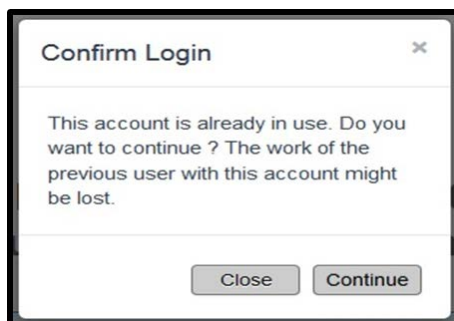 Confirm Login ×
This account is already in use. Do you
want to continue ? The work of the
previous user with this account might
be lost.
Close Continue